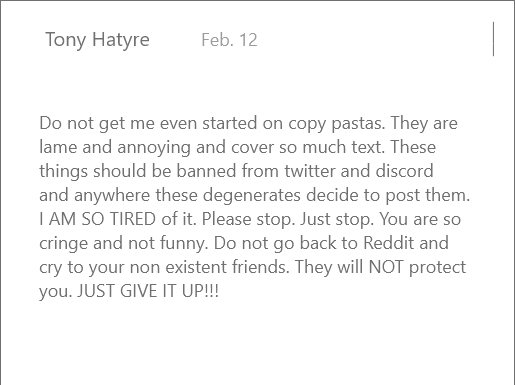 Tony Hatyre Feb. 12
Do not get me even started on copy pastas. They are
lame and annoying and cover so much text. These
things should be banned from twitter and discord
and anywhere these degenerates decide to post them.
I AM SO TIRED of it. Please stop. Just stop. You are so
cringe and not funny. Do not go back to Reddit and
cry to your non existent friends. They will NOT protect
you. JUST GIVE IT UP!!!